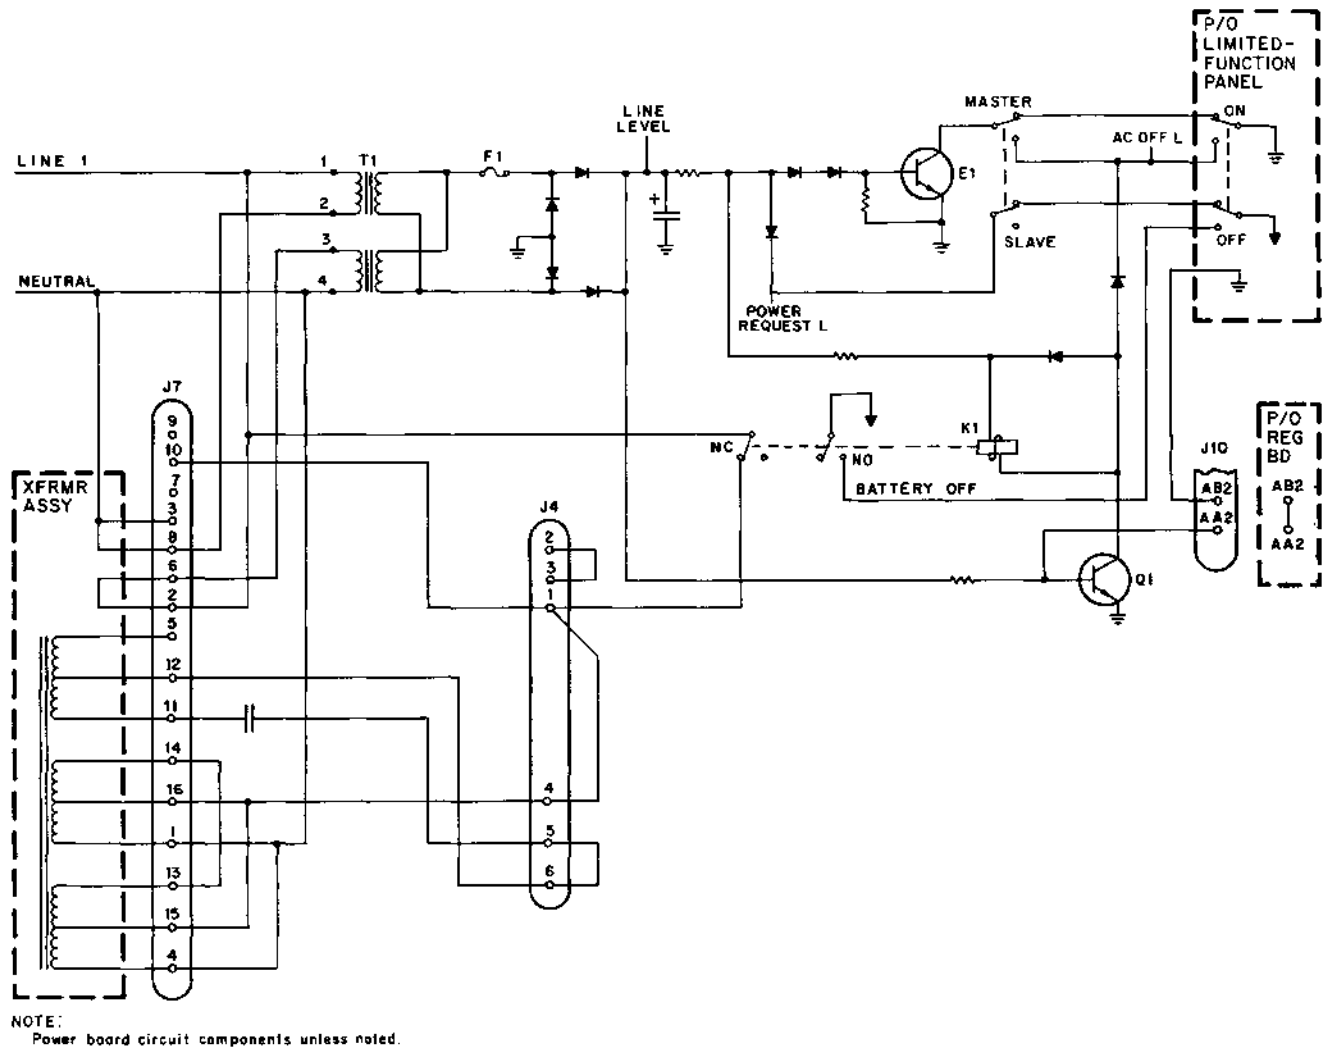 P/O
LIMITED-
FUNCTION
PANEL
LINE
LEVEL
MASTER
ON
AC OFF L
LINE 1
1
T1
F1
E1
2
3
SLAVE
OFF
NEUTRAL
4
POWER
REQUEST L
J7
9
10
7
3
8
6
2
5
12
11
14
16
1
13
15
4
XFRMR
ASSY
NC
NO
K1
BATTERY OFF
J4
2
3
1
4
5
6
Q1
J10
AB2
AA2
P/O
REG
BD
AB2
AA2
NOTE:
Power board circuit components unless noted.